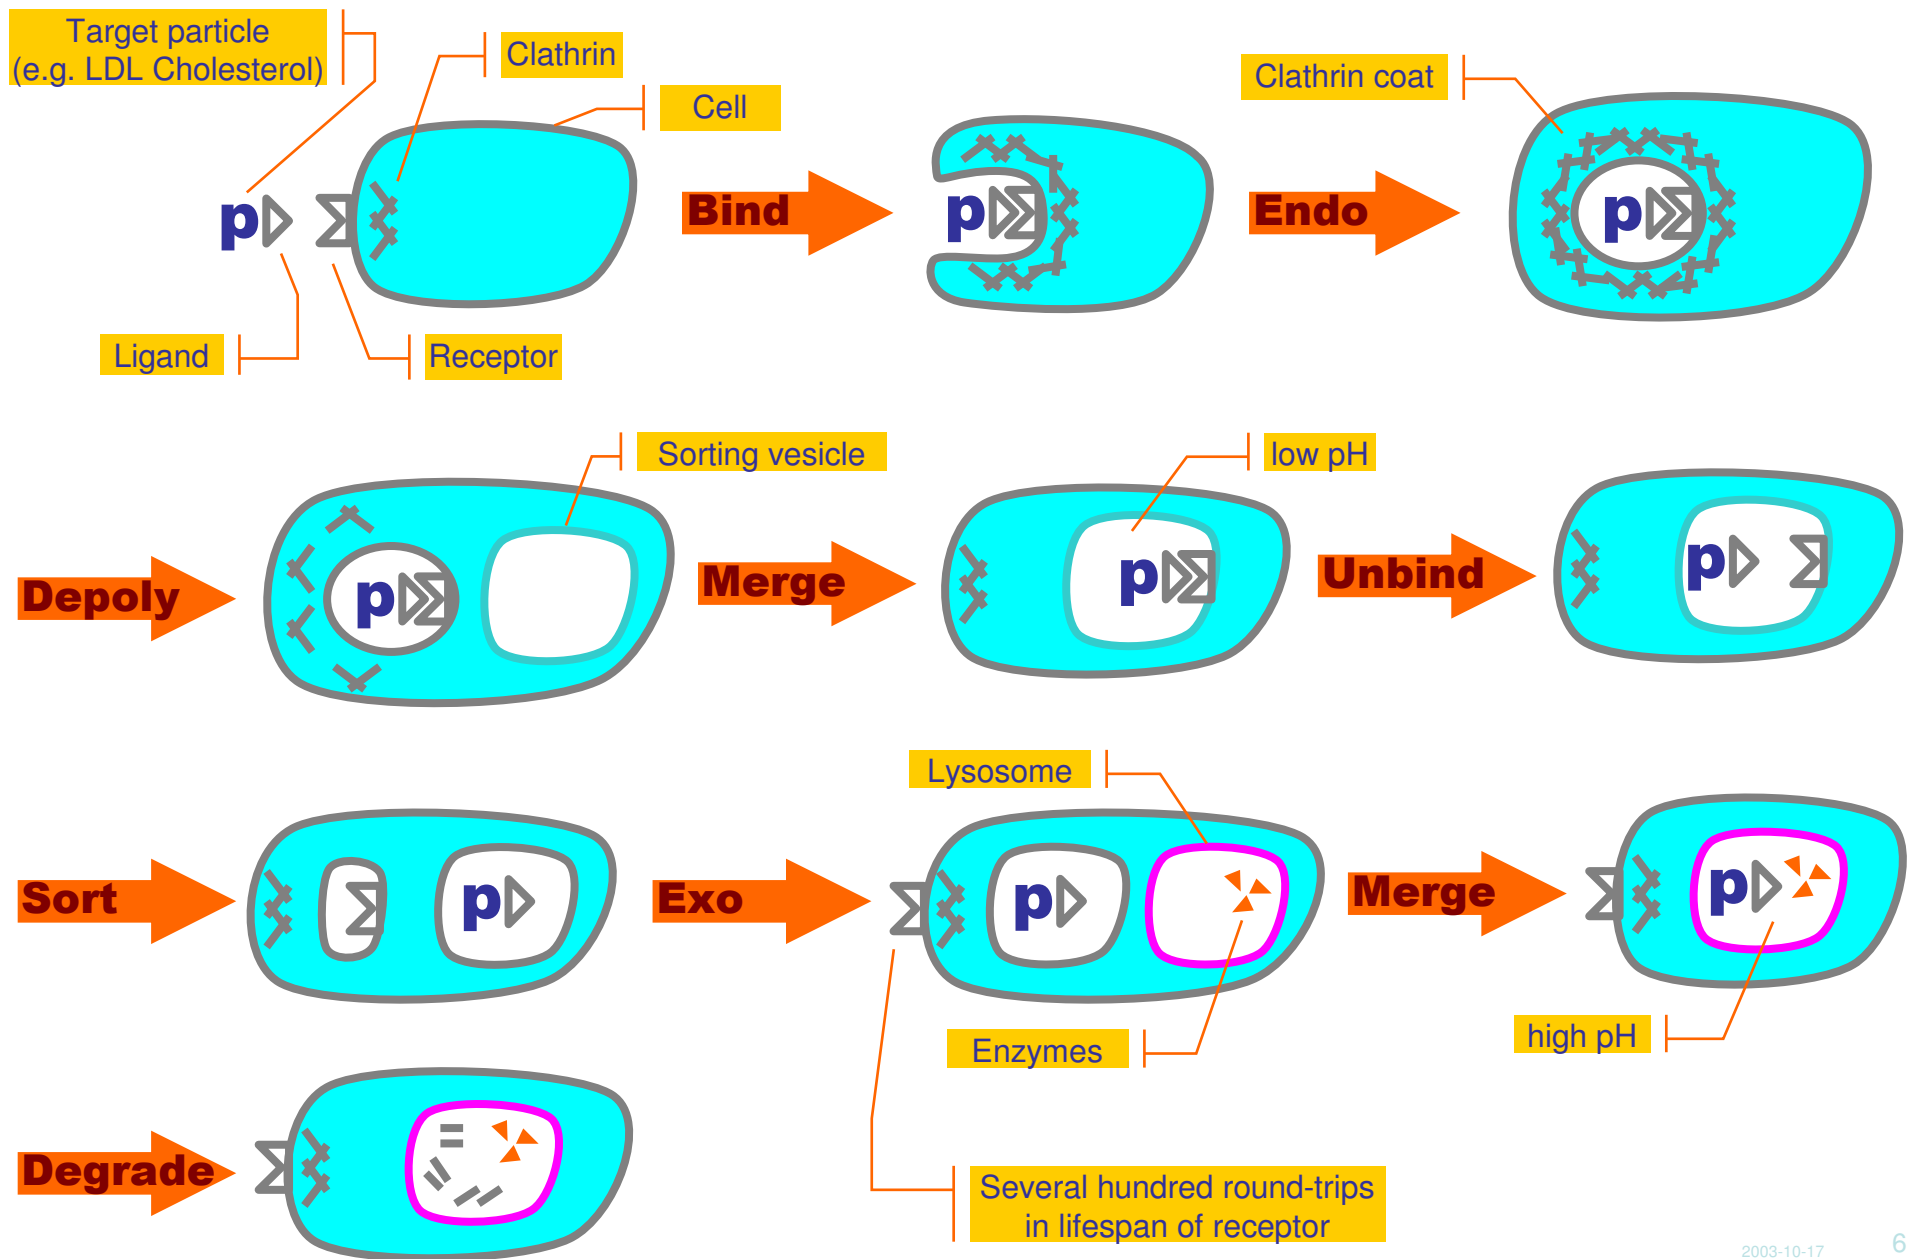 Target particle
(e.g. LDL Cholesterol)
Clathrin
Cell
Clathrin coat
p
Bind
p
Endo
p
Ligand
Receptor
Sorting vesicle
low pH
Depoly
p
Merge
p
Unbind
p
Lysosome
Sort
p
Exo
p
Merge
p
Enzymes
high pH
Degrade
Several hundred round-trips
in lifespan of receptor
2003-10-17
6